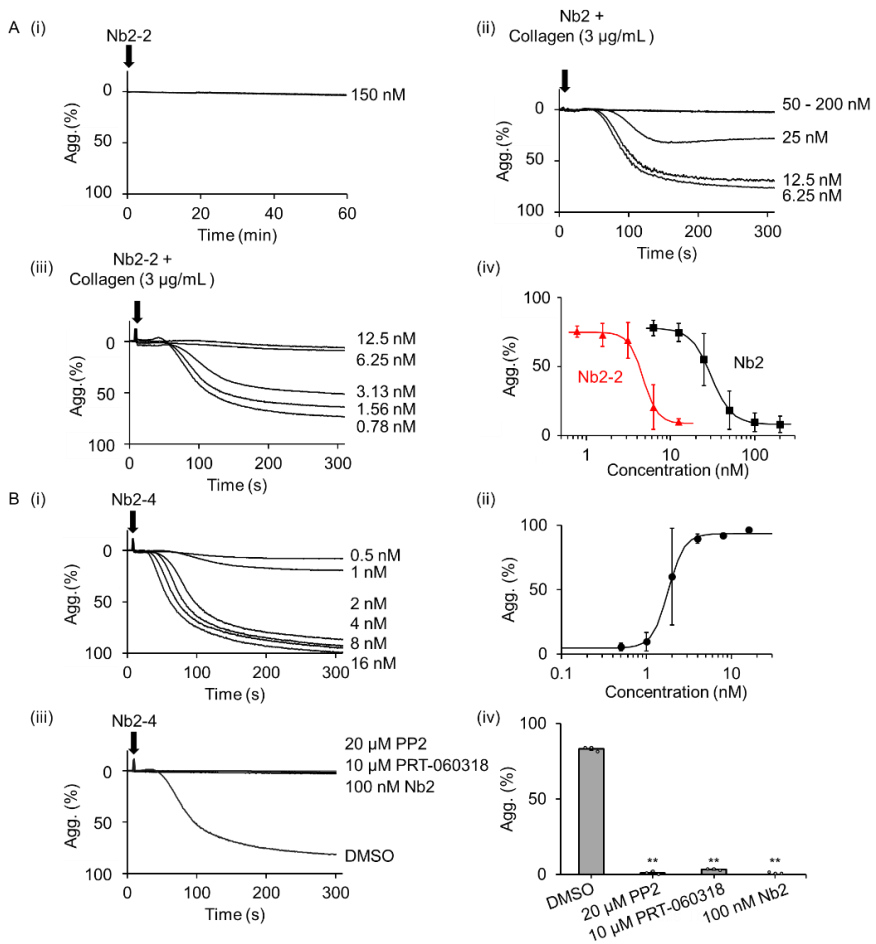 A (i)
Nb2-2
0
50
100
Agg.(%)
150 nM
0 20 40 60
Time (min)
(ii)
Nb2 +
Collagen (3 µg/mL )
0
50
100
Agg.(%)
50 - 200 nM
25 nM
12.5 nM
6.25 nM
0 100 200 300
Time (s)
(iii)
Nb2-2 +
Collagen (3 µg/mL )
0
50
100
Agg.(%)
12.5 nM
6.25 nM
3.13 nM
1.56 nM
0.78 nM
0 100 200 300
Time (s)
(iv)
100
50
0
Agg.(%)
Nb2-2
Nb2
1 10 100
Concentration (nM)
B (i)
Nb2-4
0
50
100
Agg.(%)
0.5 nM
1 nM
2 nM
4 nM
8 nM
16 nM
0 100 200 300
Time (s)
(ii)
100
50
0
Agg. (%)
0.1 1 10
Concentration (nM)
(iii)
Nb2-4
0
50
100
Agg. (%)
20 µM PP2
10 µM PRT-060318
100 nM Nb2
DMSO
0 100 200 300
Time (s)
(iv)
100
50
0
Agg. (%)
** ** **
DMSO
20 µM PP2
10 µM PRT-060318
100 nM Nb2